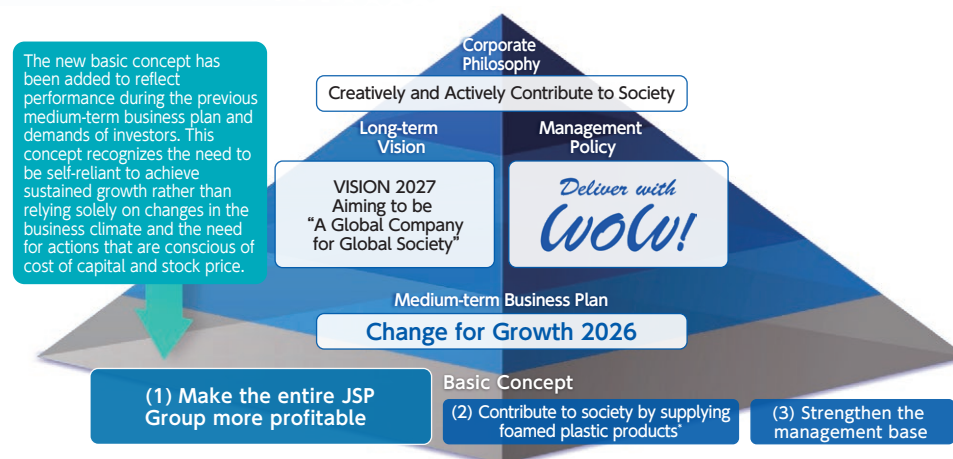 Corporate
Philosophy
Creatively and Actively Contribute to Society
The new basic concept has
been added to reflect
performance during the previous
medium-term business plan and
demands of investors. This
concept recognizes the need to
be self-reliant to achieve
sustained growth rather than
relying solely on changes in the
business climate and the need
for actions that are conscious of
cost of capital and stock price.
Long-term
Vision
VISION 2027
Aiming to be
“A Global Company
for Global Society”
Management
Policy
Deliver with
WOW!
Medium-term Business Plan
Change for Growth 2026
Basic Concept
(1) Make the entire JSP
Group more profitable
(2) Contribute to society by supplying
foamed plastic products*
(3) Strengthen the
management base